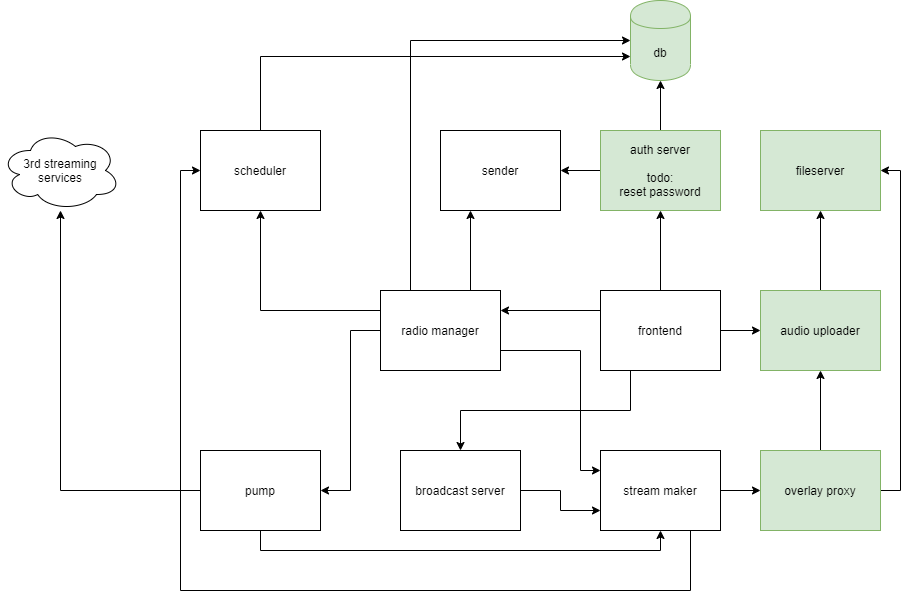 db
3rd streaming
services
scheduler
sender
auth server
todo:
reset password
fileserver
radio manager
frontend
audio uploader
pump
broadcast server
stream maker
overlay proxy